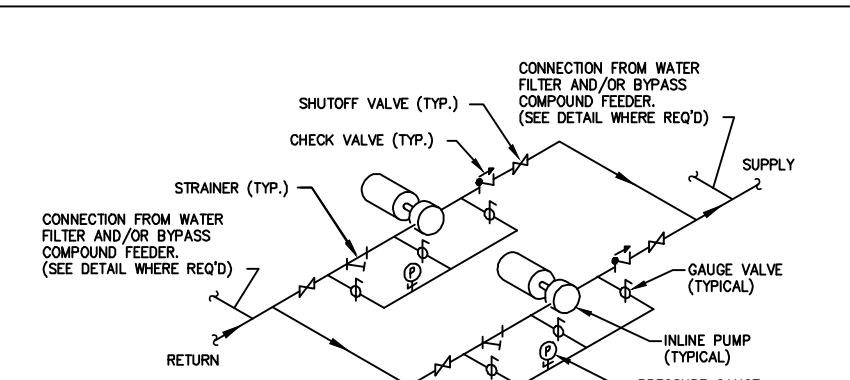 CONNECTION FROM WATER
FILTER AND/OR BYPASS
COMPOUND FEEDER.
(SEE DETAIL WHERE REQ'D)
SHUTOFF VALVE (TYP.)
CHECK VALVE (TYP.)
SUPPLY
STRAINER (TYP.)
CONNECTION FROM WATER
FILTER AND/OR BYPASS
COMPOUND FEEDER.
(SEE DETAIL WHERE REQ'D)
P
GAUGE VALVE
(TYPICAL)
RETURN
INLINE PUMP
(TYPICAL)
P